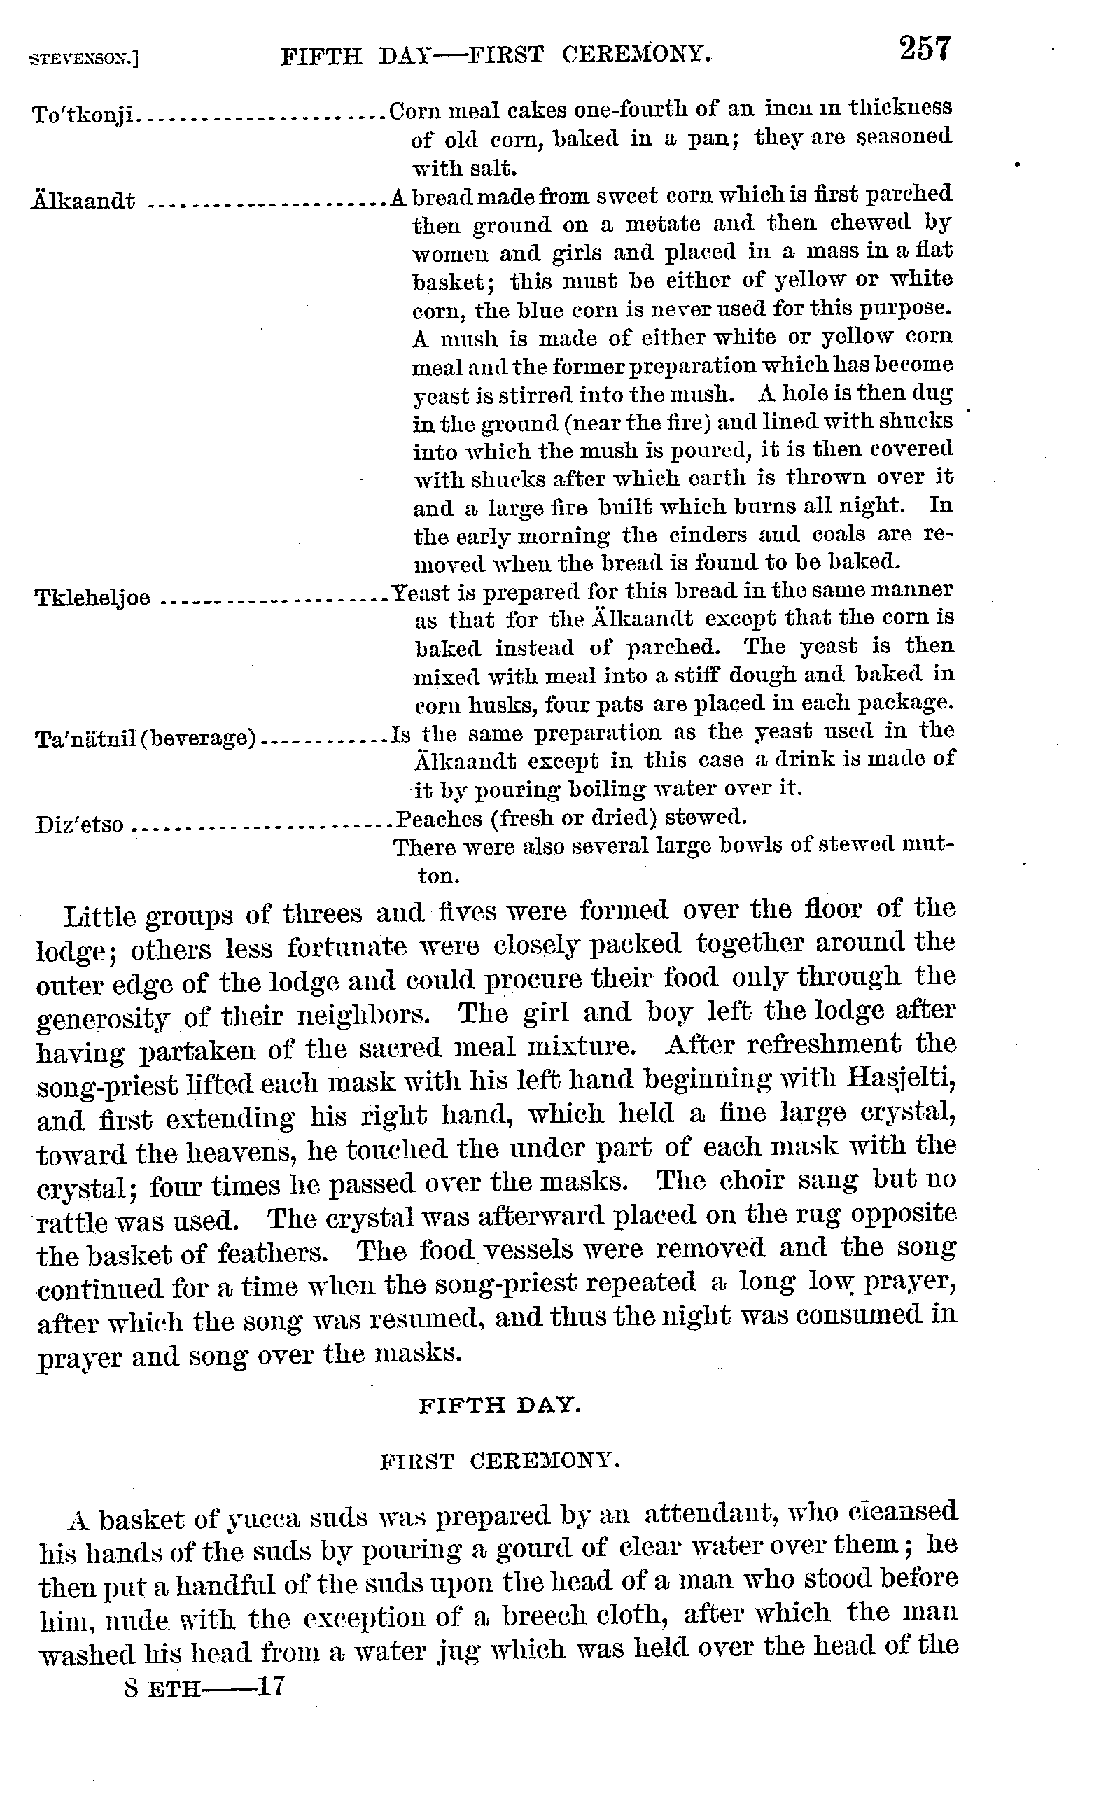 STEVENSON.] FIFTH DAY—FIRST CEREMONY. 257
To'tkonji.......................Corn meal cakes one-fourth of an inch in thickness
of old corn, baked in a pan; they are seasoned
with salt.
Älkaandt ......................A bread made from sweet corn which is first parched
then ground on a metate and then chewed by
women and girls and placed in a mass in a flat
basket; this must be either of yellow or white
corn, the blue corn is never used for this purpose.
A mush is made of either white or yellow corn
meal and the former preparation which has become
yeast is stirred into the mush. A hole is then dug
in the ground (near the fire) and lined with shucks
into which the mush is poured, it is then covered
with shucks after which earth is thrown over it
and a large fire built which burns all night. In
the early morning the cinders and coals are re-
moved when the bread is found to be baked.
Tkleheljoe .....................Yeast is prepared for this bread in the same manner
as that for the Älkaandt except that the corn is
baked instead of parched. The yeast is then
mixed with meal into a stiff dough and baked in
corn husks, four pats are placed in each package.
Ta'nätnil (beverage)............Is the same preparation as the yeast used in the
Älkaandt except in this case a drink is made of
it by pouring boiling water over it.
Diz'etso ........................Peaches (fresh or dried) stewed.
There were also several large bowls of stewed mut-
ton.
Little groups of threes and fives were formed over the floor of the
lodge; others less fortunate were closely packed together around the
outer edge of the lodge and could procure their food only through the
generosity of their neighbors. The girl and boy left the lodge after
having partaken of the sacred meal mixture. After refreshment the
song-priest lifted each mask with his left hand beginning with Hasjelti,
and first extending his right hand, which held a fine large crystal,
toward the heavens, he touched the under part of each mask with the
crystal; four times he passed over the masks. The choir sang but no
rattle was used. The crystal was afterward placed on the rug opposite
the basket of feathers. The food vessels were removed and the song
continued for a time when the song-priest repeated a long low prayer,
after which the song was resumed, and thus the night was consumed in
prayer and song over the masks.
FIFTH DAY.
FIRST CEREMONY.
A basket of yucca suds was prepared by an attendant, who cleansed
his hands of the suds by pouring a gourd of clear water over them; he
then put a handful of the suds upon the head of a man who stood before
him, nude with the exception of a breech cloth, after which the man
washed his head from a water jug which was held over the head of the
8 ETH——17